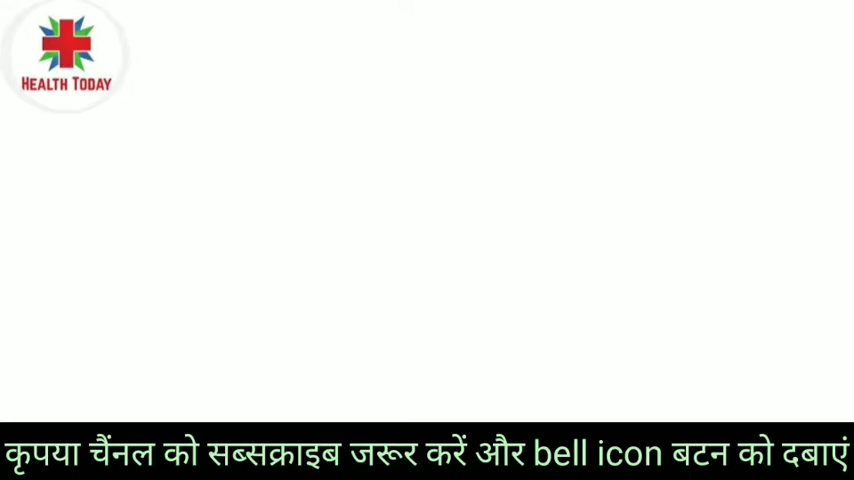 HEALTH TODAY
कृपया चैंनल को सब्सक्राइब जरूर करें और bell icon बटन को दबाएं